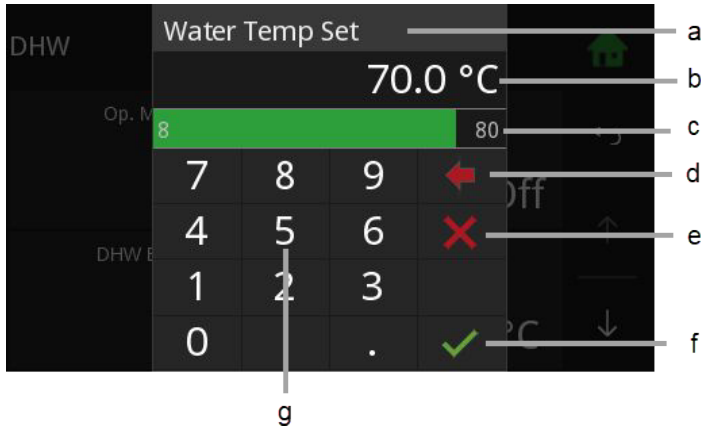 Water Temp Set
a
DHW
70.0 °C
b
Op. M
8
80
c
7 8 9
d
Off
4 5 6
e
DHW E
1 2 3
0 .
°C
f
g